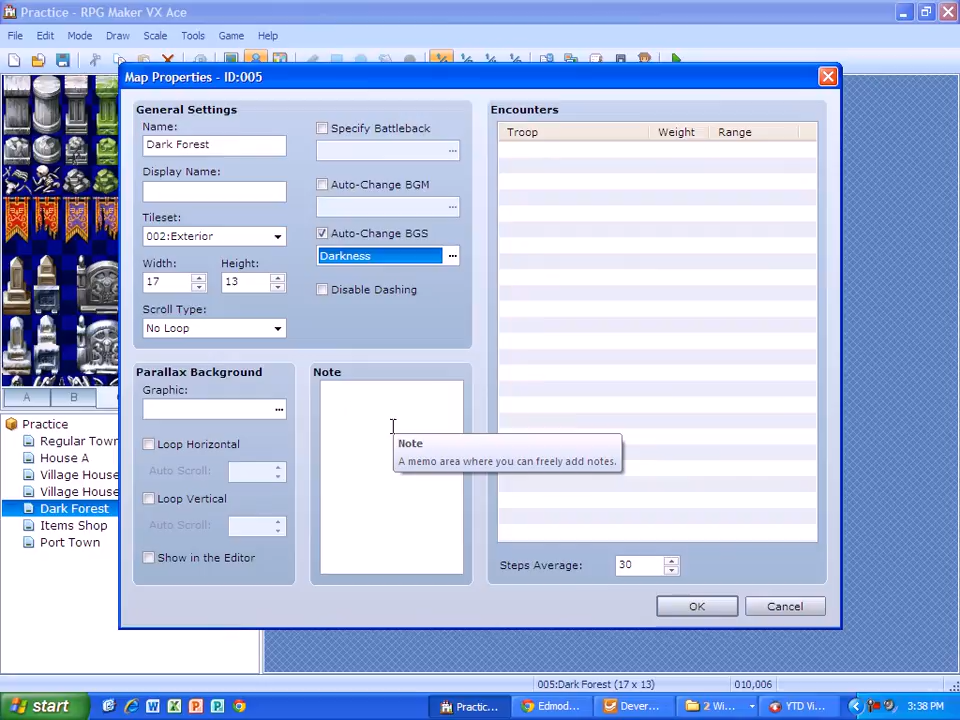 Practice - RPG Maker VX Ace
File Edit Mode Draw Scale Tools Game Help
Map Properties - ID:005
General Settings
Name:
Dark Forest
Display Name:
Tileset:
002:Exterior
Width: Height:
17 13
Scroll Type:
No Loop
Specify Battleback
...
Auto-Change BGM
...
Auto-Change BGS
Darkness ...
Disable Dashing
Parallax Background
Graphic:
...
Loop Horizontal
Auto Scroll:
Loop Vertical
Auto Scroll:
Show in the Editor
Note
Note
A memo area where you can freely add notes.
Encounters
Troop Weight Range
Steps Average: 30
OK Cancel
A B
Practice
Regular Town
House A
Village House
Village House
Dark Forest
Items Shop
Port Town
005:Dark Forest (17 x 13) 010,006
start Practic... Edmod... Dever... 2 Wi... YTD Vi... 3:38 PM